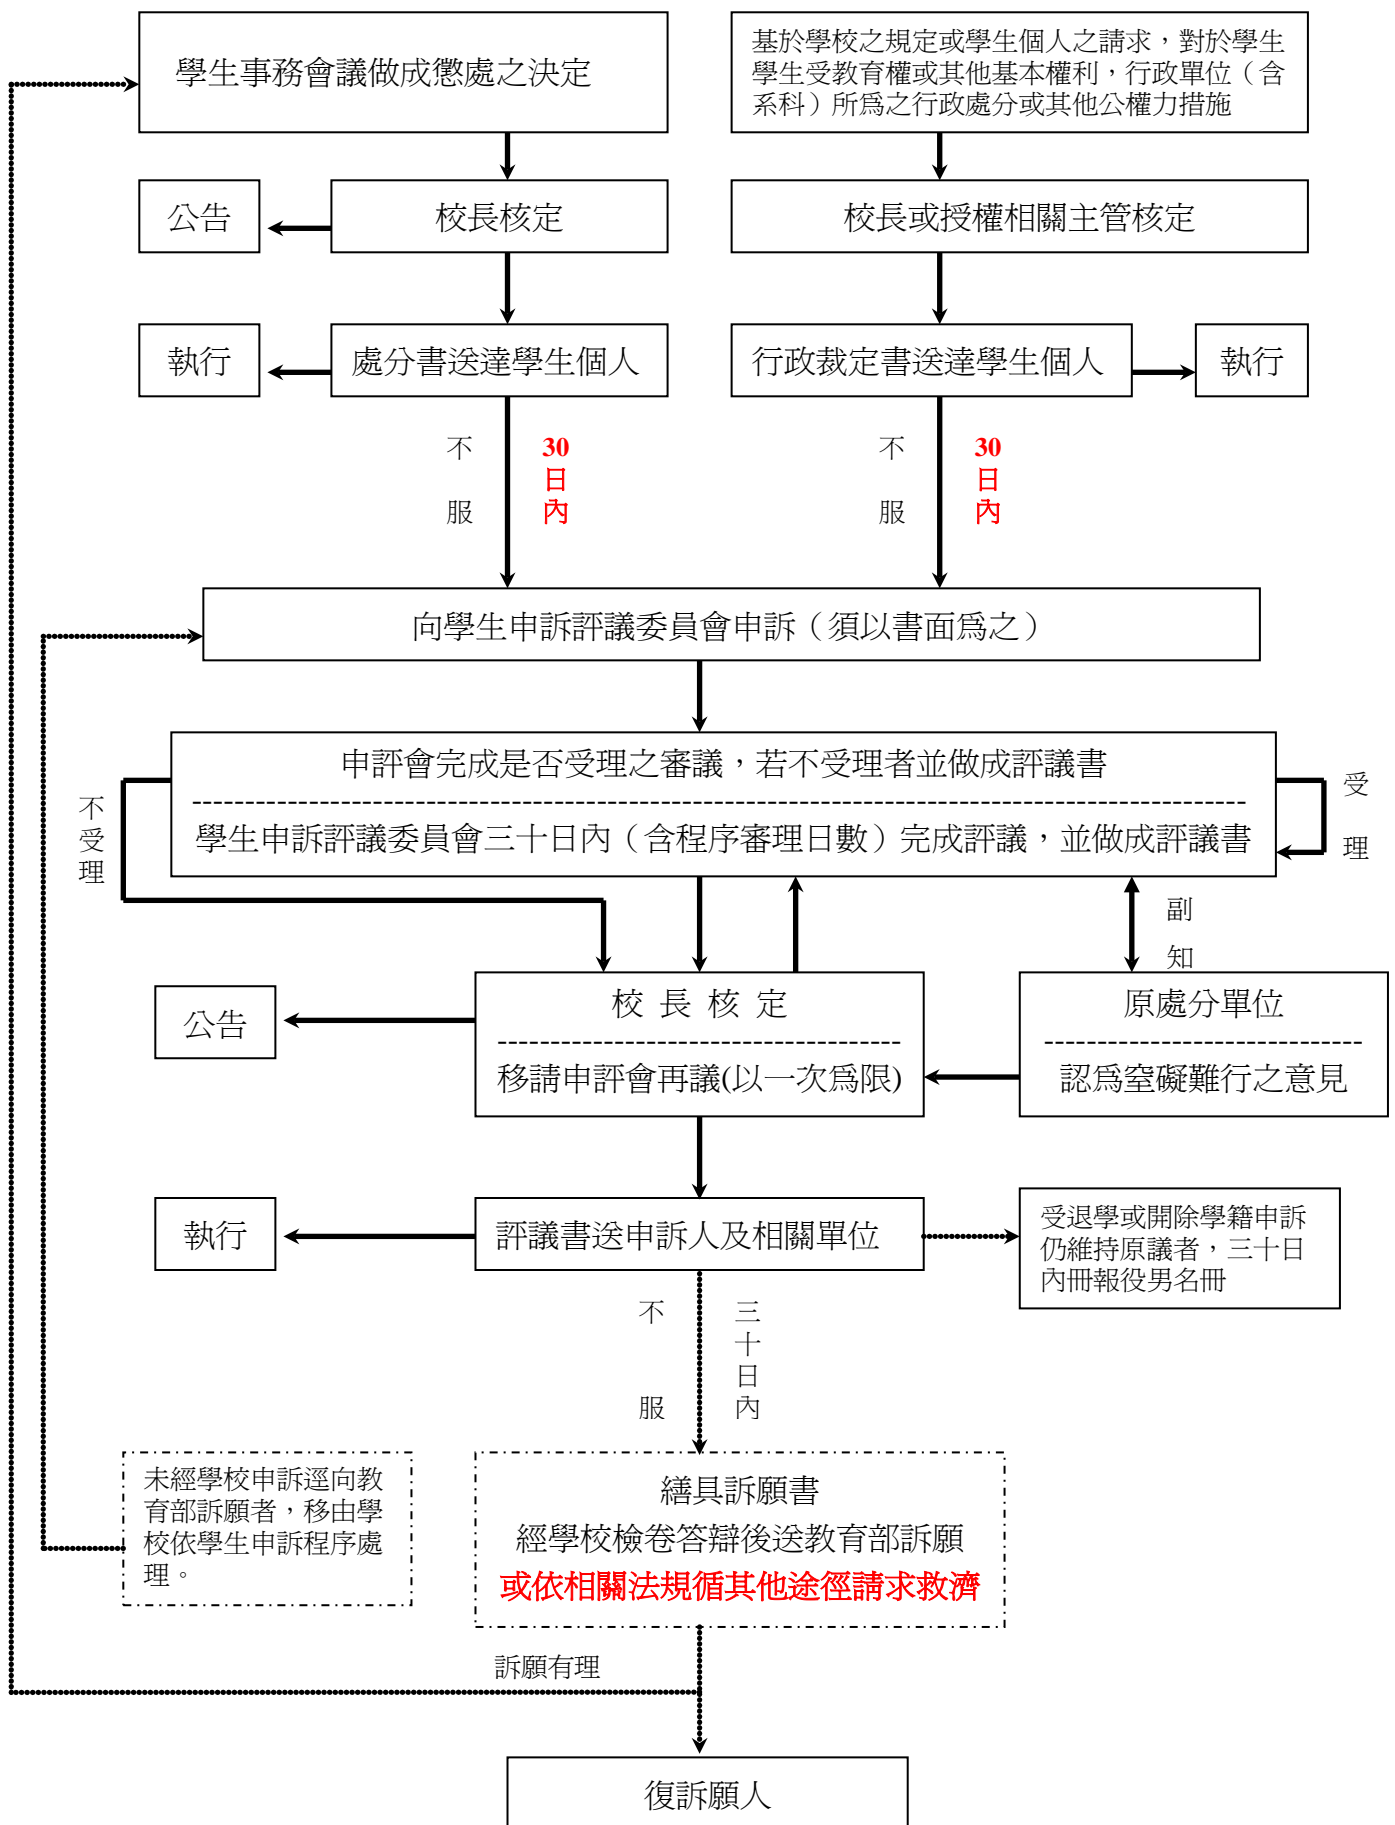 學生事務會議做成懲處之決定
基於學校之規定或學生個人之請求，對於學生
學生受教育權或其他基本權利，行政單位（含
系科）所為之行政處分或其他公權力措施
公告
校長核定
校長或授權相關主管核定
執行
處分書送達學生個人
行政裁定書送達學生個人
執行
不服
30
日
內
不服
30
日
內
向學生申訴評議委員會申訴（須以書面為之）
申評會完成是否受理之審議，若不受理者並做成評議書
學生申訴評議委員會三十日內（含程序審理日數）完成評議，並做成評議書
不受理
受理
副知
公告
校長核定
移請申評會再議(以一次為限)
原處分單位
認為窒礙難行之意見
執行
評議書送申訴人及相關單位
受退學或開除學籍申訴
仍維持原議者，三十日
內冊報役男名冊
不服
三十日內
未經學校申訴逕向教
育部訴願者，移由學
校依學生申訴程序處
理。
繕具訴願書
經學校檢卷答辯後送教育部訴願
或依相關法規循其他途徑請求救濟
訴願有理
復訴願人